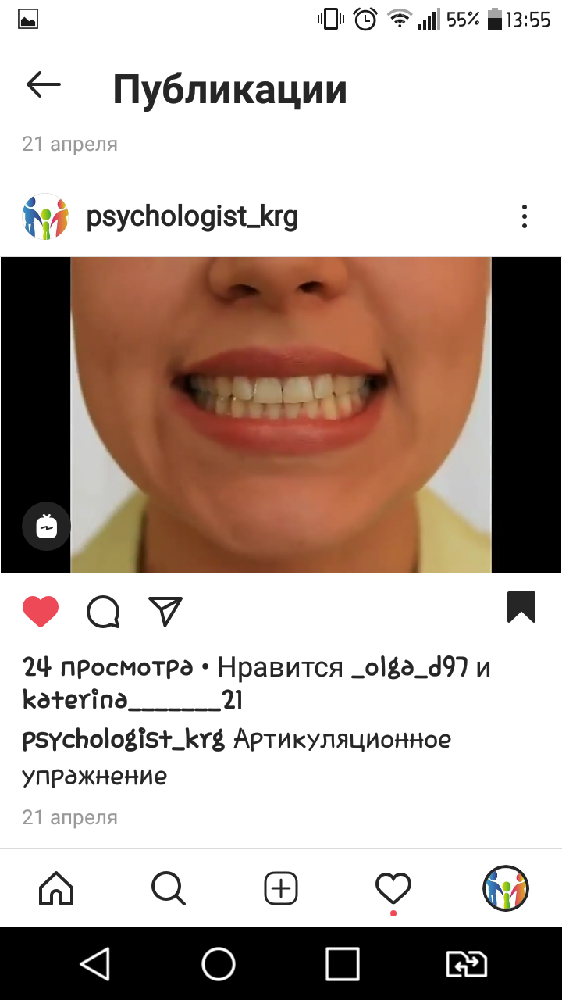 55% 13:55
Публикации
21 апреля
psychologist_krg
24 просмотра • Нравится _olga_d97 и
katerina_______21
psychologist_krg Артикуляционное
упражнение
21 апреля